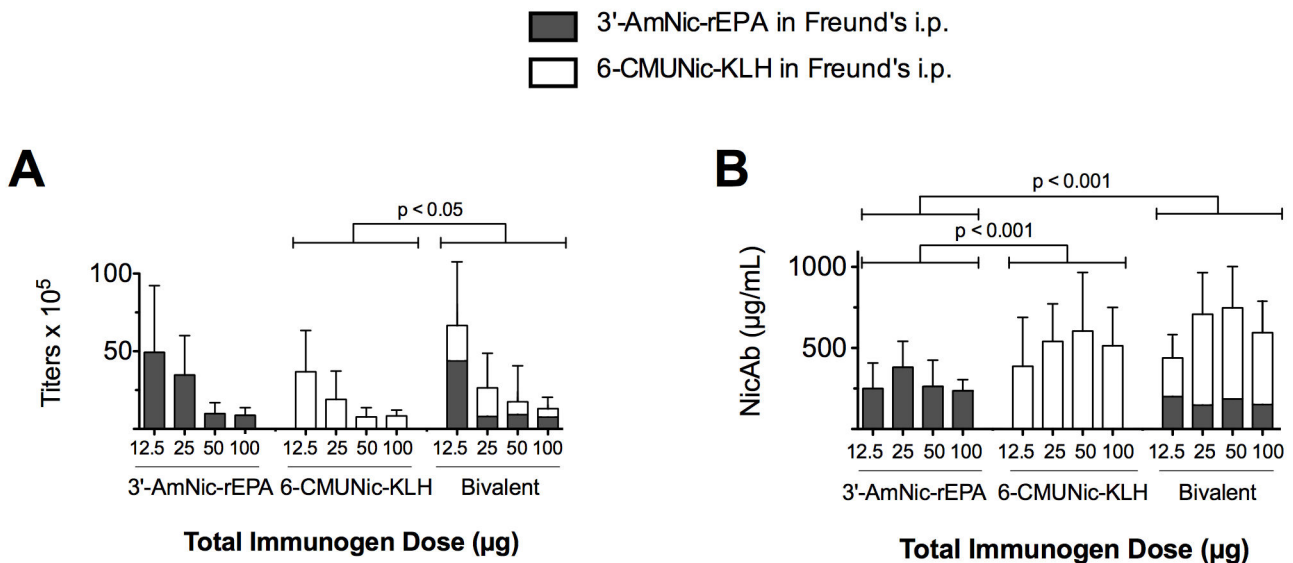 3'-AmNic-rEPA in Freund's i.p.
6-CMUNic-KLH in Freund's i.p.
A
p < 0.05
Titers x 10⁵
100
50
12.5 25 50 100 12.5 25 50 100 12.5 25 50 100
3'-AmNic-rEPA 6-CMUNic-KLH Bivalent
Total Immunogen Dose (µg)
B
p < 0.001
p < 0.001
NicAb (µg/mL)
1000
500
12.5 25 50 100 12.5 25 50 100 12.5 25 50 100
3'-AmNic-rEPA 6-CMUNic-KLH Bivalent
Total Immunogen Dose (µg)